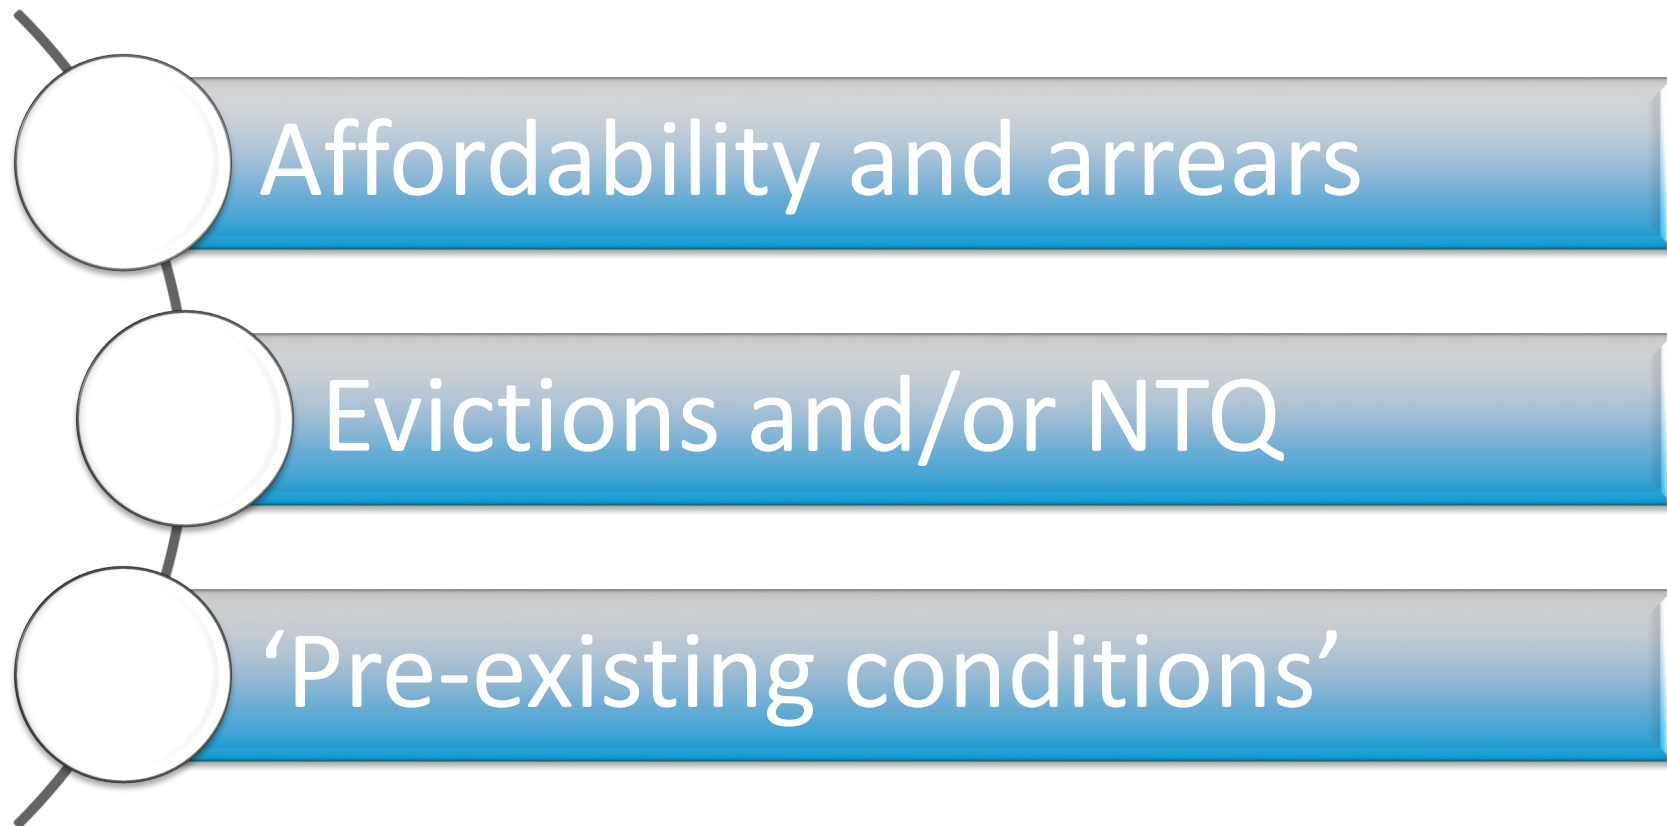 Affordability and arrears
Evictions and/or NTQ
‘Pre-existing conditions’